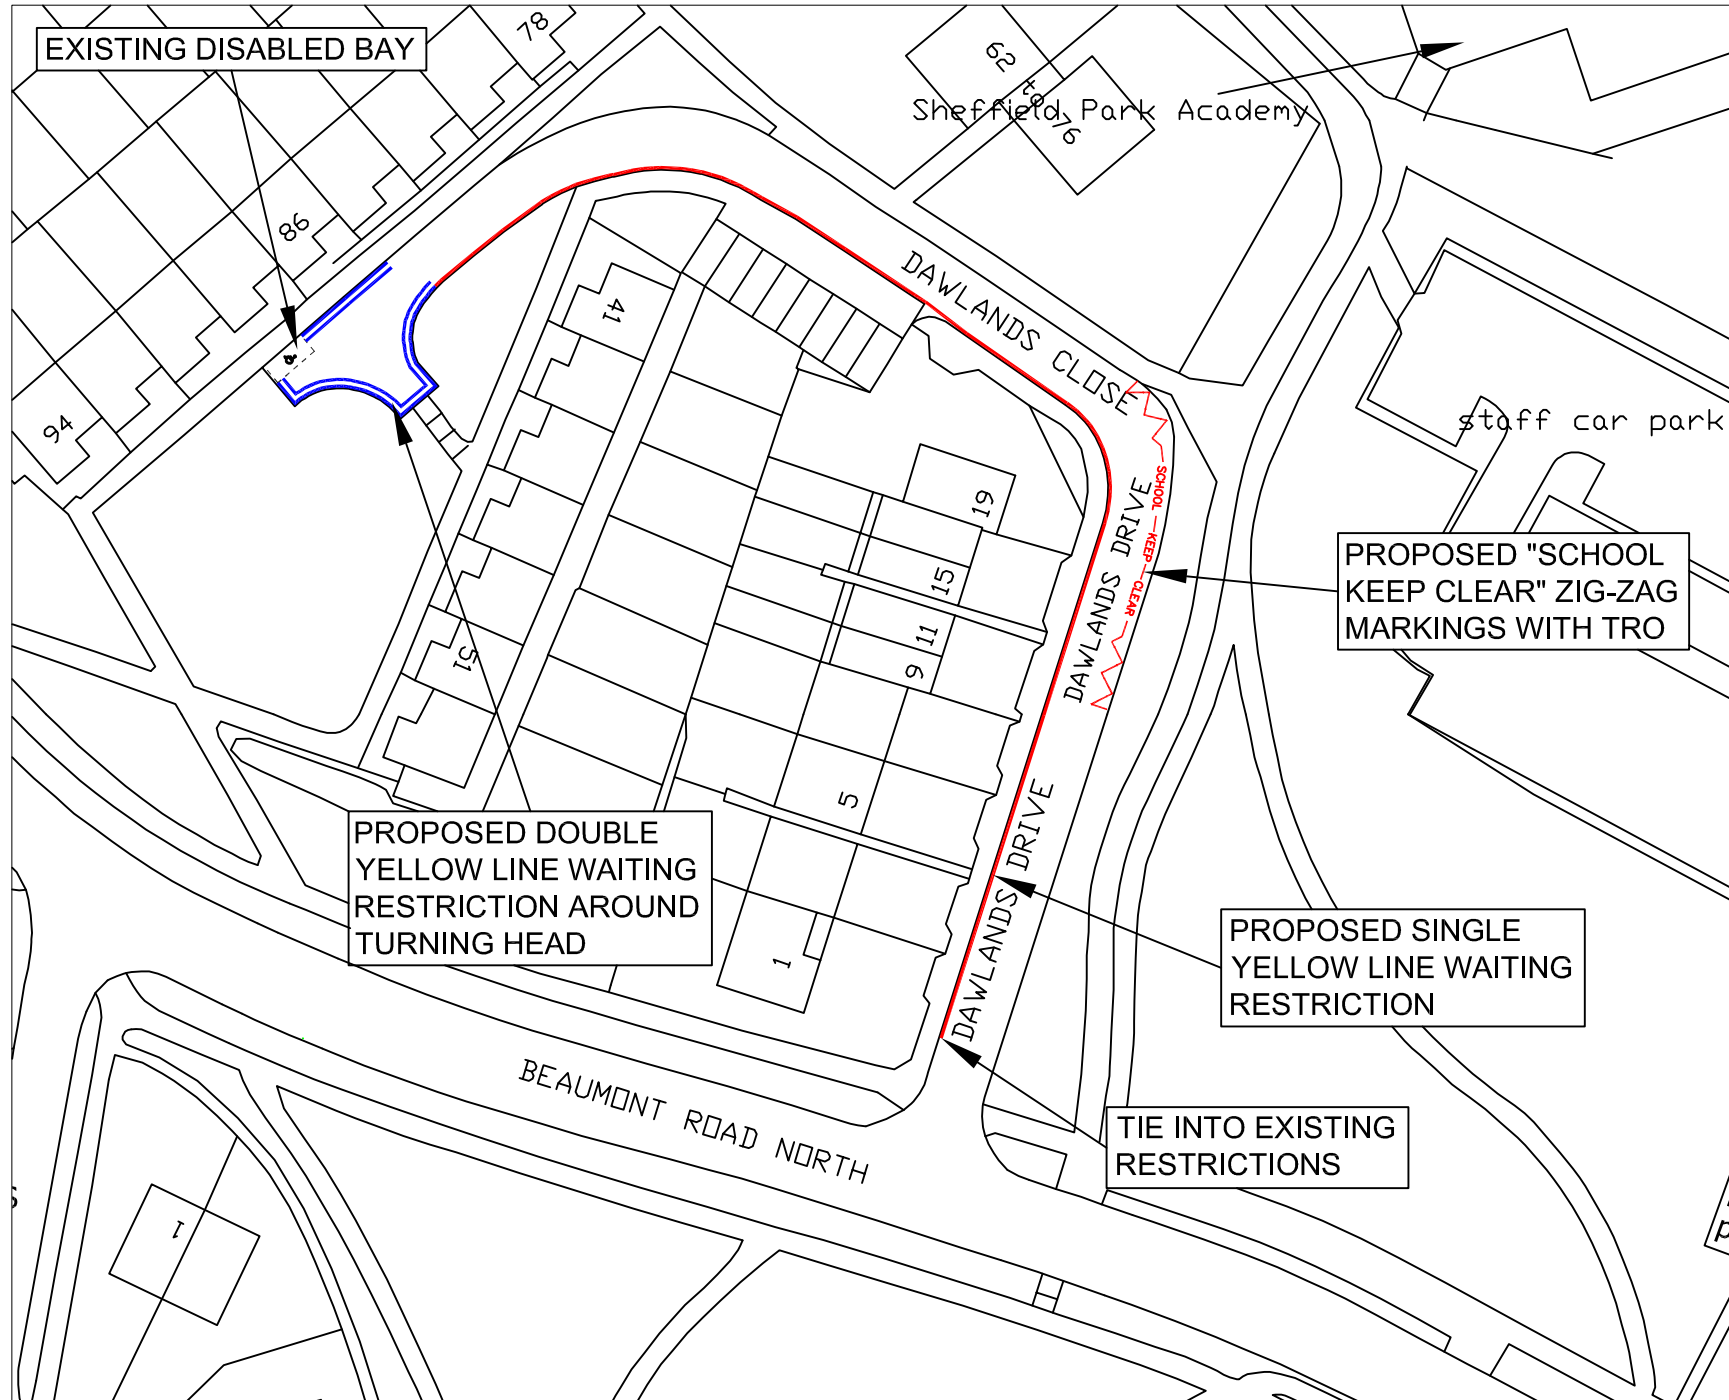 EXISTING DISABLED BAY
78
62 to 76
Sheffield Park Academy
86
DAWLANDS CLOSE
41
94
staff car park
19
SCHOOL KEEP CLEAR
DAWLANDS DRIVE
PROPOSED "SCHOOL
KEEP CLEAR" ZIG-ZAG
MARKINGS WITH TRO
15
11
9
51
5
DAWLANDS DRIVE
PROPOSED DOUBLE
YELLOW LINE WAITING
RESTRICTION AROUND
TURNING HEAD
1
PROPOSED SINGLE
YELLOW LINE WAITING
RESTRICTION
BEAUMONT ROAD NORTH
TIE INTO EXISTING
RESTRICTIONS
1